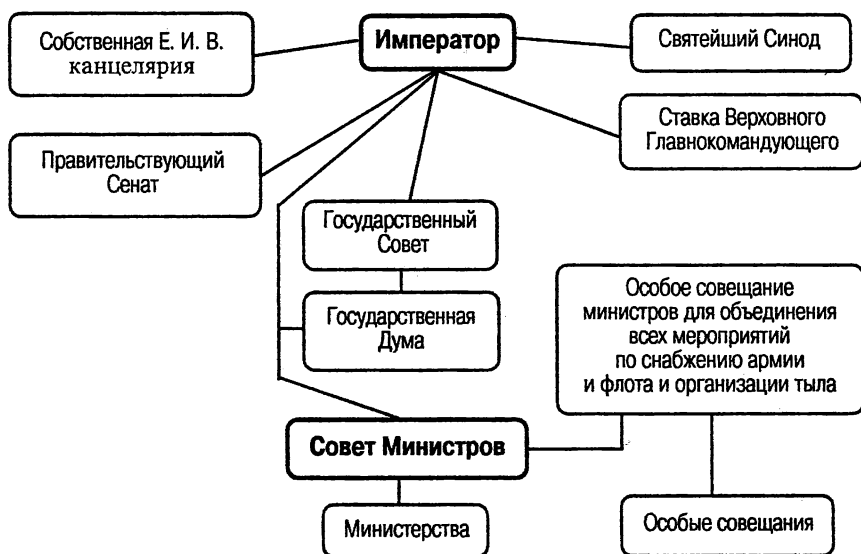 Собственная Е. И. В.
канцелярия
Император
Святейший Синод
Ставка Верховного
Главнокомандующего
Правительствующий
Сенат
Государственный
Совет
Государственная
Дума
Особое совещание
министров для объединения
всех мероприятий
по снабжению армии
и флота и организации тыла
Совет Министров
Министерства
Особые совещания